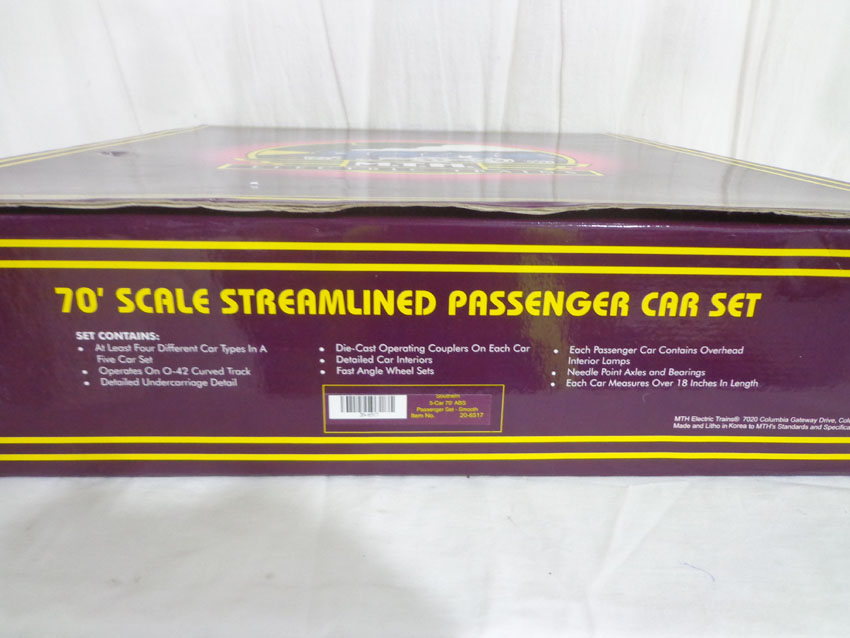 70' SCALE STREAMLINED PASSENGER CAR SET
SET CONTAINS:
• At Least Four Different Car Types In A
Five Car Set
• Operates On O-42 Curved Track
• Detailed Undercarriage Detail
• Die-Cast Operating Couplers On Each Car
• Detailed Car Interiors
• Fast Angle Wheel Sets
• Each Passenger Car Contains Overhead
Interior Lamps
• Needle Point Axles and Bearings
• Each Car Measures Over 18 Inches In Length
5-Car 70' ABS
Passenger Set - Smooth
Item No. 20-6517
MTH Electric Trains® 7020 Columbia Gateway Drive,
Made and Litho in Korea to MTH's Standards and